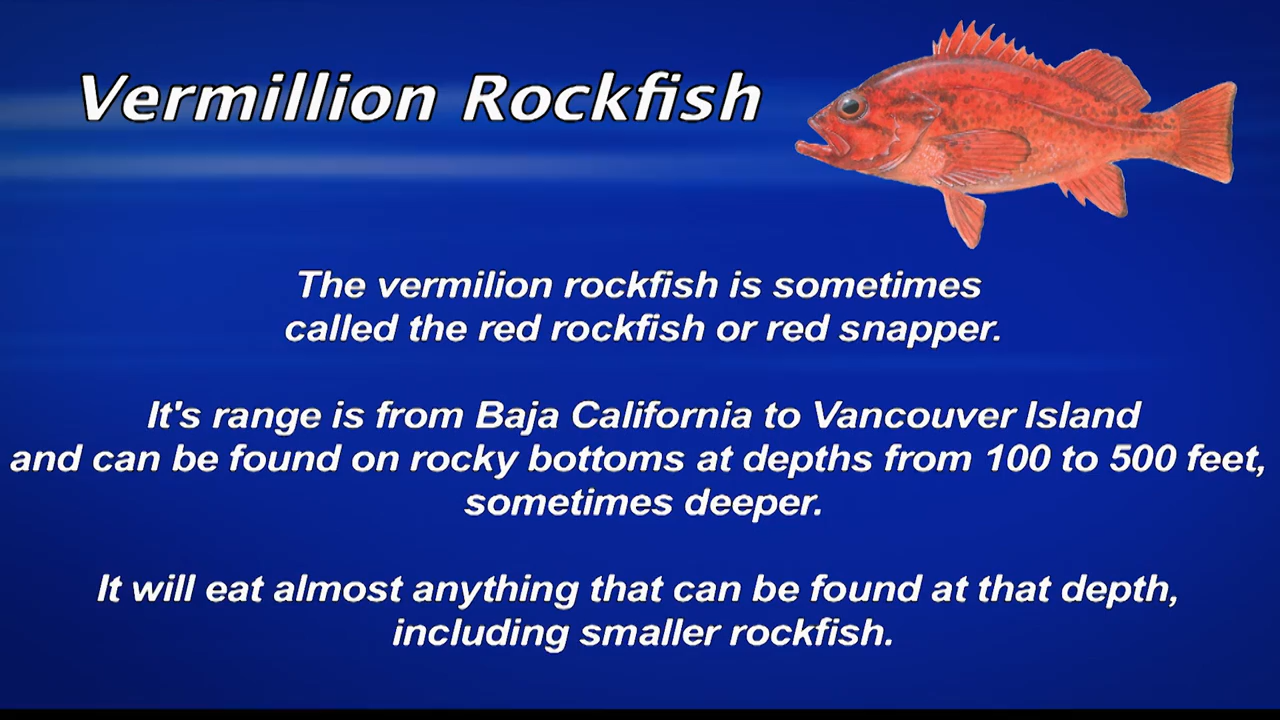 Vermillion Rockfish
The vermilion rockfish is sometimes
called the red rockfish or red snapper.
It's range is from Baja California to Vancouver Island
and can be found on rocky bottoms at depths from 100 to 500 feet,
sometimes deeper.
It will eat almost anything that can be found at that depth,
including smaller rockfish.